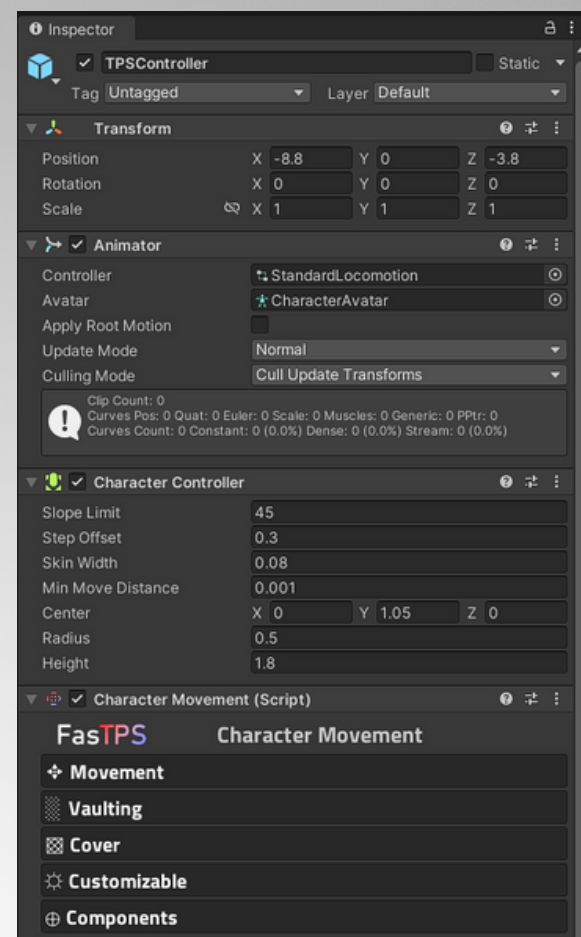 Inspector
TPSController Static
Tag Untagged Layer Default
Transform
Position X -8.8 Y 0 Z -3.8
Rotation X 0 Y 0 Z 0
Scale X 1 Y 1 Z 1
Animator
Controller StandardLocomotion
Avatar CharacterAvatar
Apply Root Motion
Update Mode Normal
Culling Mode Cull Update Transforms
Clip Count: 0
Curves Pos: 0 Quat: 0 Euler: 0 Scale: 0 Muscles: 0 Generic: 0 PPtr: 0
Curves Count: 0 Constant: 0 (0.0%) Dense: 0 (0.0%) Stream: 0 (0.0%)
Character Controller
Slope Limit 45
Step Offset 0.3
Skin Width 0.08
Min Move Distance 0.001
Center X 0 Y 1.05 Z 0
Radius 0.5
Height 1.8
Character Movement (Script)
FasTPS Character Movement
Movement
Vaulting
Cover
Customizable
Components